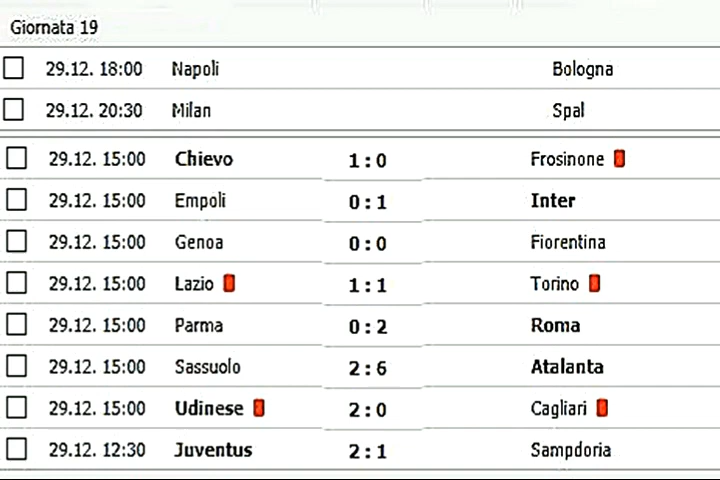 Giornata 19
29.12. 18:00 Napoli Bologna
29.12. 20:30 Milan Spal
29.12. 15:00 Chievo 1 : 0 Frosinone
29.12. 15:00 Empoli 0 : 1 Inter
29.12. 15:00 Genoa 0 : 0 Fiorentina
29.12. 15:00 Lazio 1 : 1 Torino
29.12. 15:00 Parma 0 : 2 Roma
29.12. 15:00 Sassuolo 2 : 6 Atalanta
29.12. 15:00 Udinese 2 : 0 Cagliari
29.12. 12:30 Juventus 2 : 1 Sampdoria